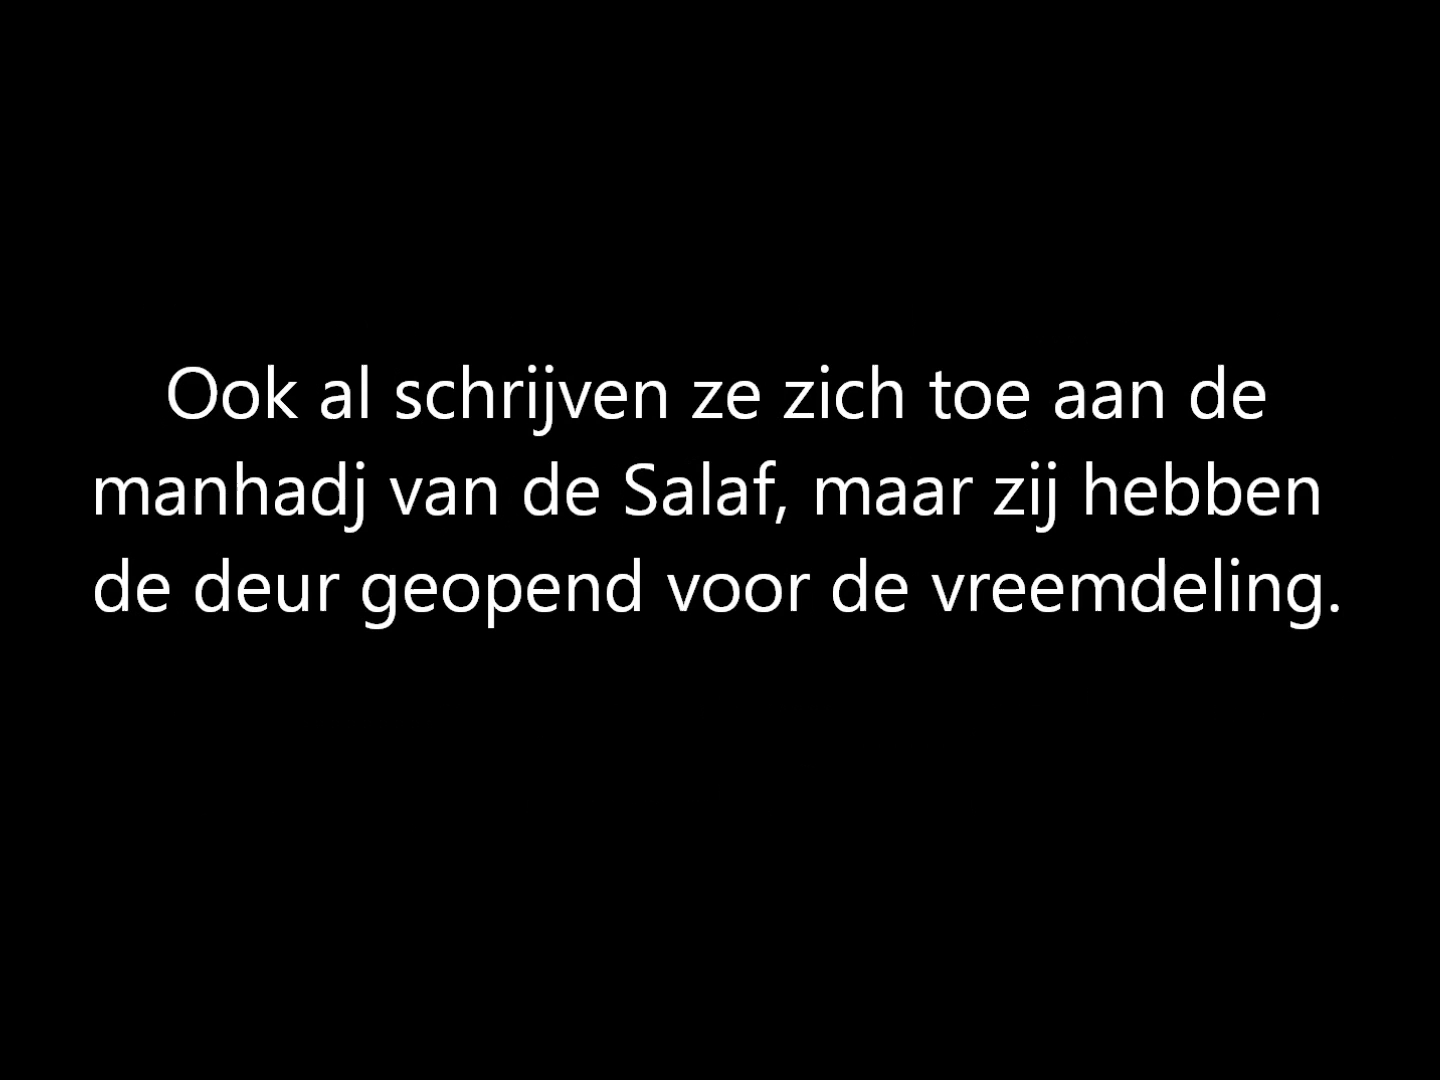 Ook al schrijven ze zich toe aan de
manhadj van de Salaf, maar zij hebben
de deur geopend voor de vreemdeling.